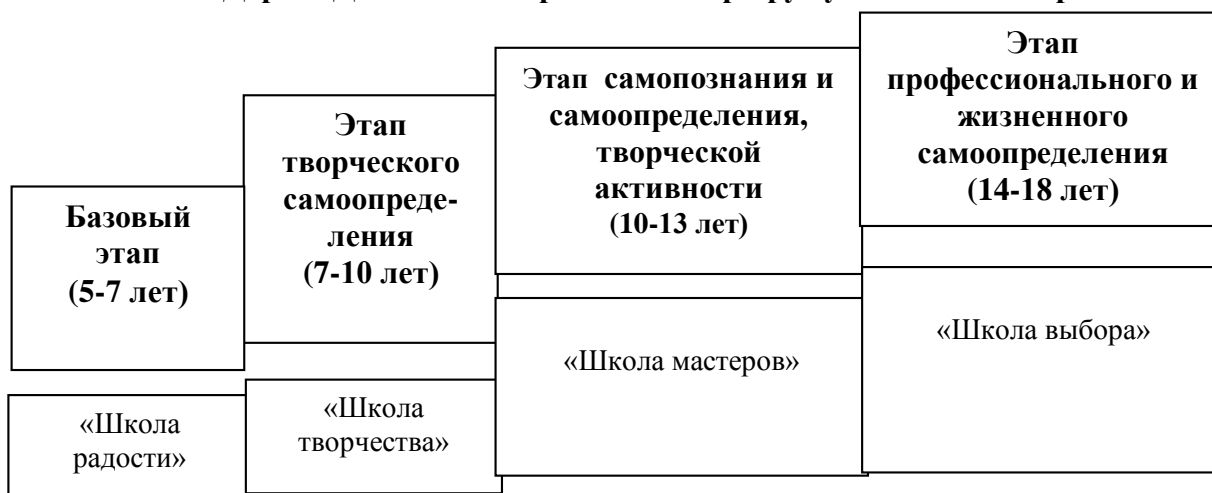 Базовый
этап
(5-7 лет)
Этап
творческого
самоопреде-
ления
(7-10 лет)
Этап самопознания и
самоопределения,
творческой
активности
(10-13 лет)
Этап
профессионального и
жизненного
самоопределения
(14-18 лет)
«Школа
радости»
«Школа
творчества»
«Школа мастеров»
«Школа выбора»